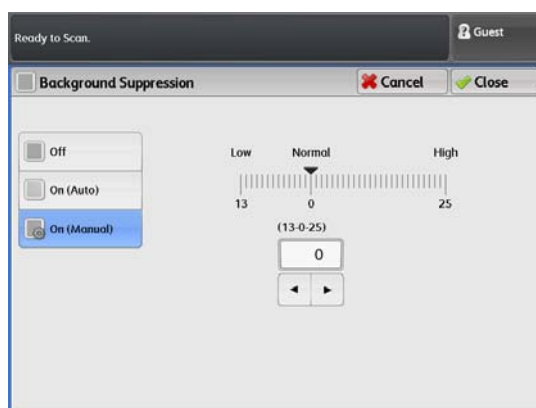 Ready to Scan.
Guest
Background Suppression
Cancel
Close
Off
On (Auto)
On (Manual)
Low Normal High
13 0 25
(13-0-25)
0